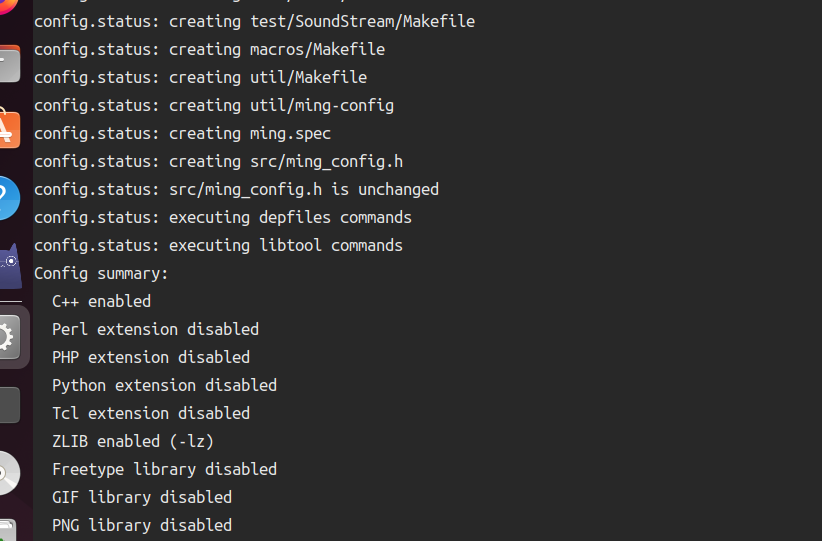 config.status: creating test/SoundStream/Makefile
config.status: creating macros/Makefile
config.status: creating util/Makefile
config.status: creating util/ming-config
config.status: creating ming.spec
config.status: creating src/ming_config.h
config.status: src/ming_config.h is unchanged
config.status: executing depfiles commands
config.status: executing libtool commands
Config summary:
  C++ enabled
  Perl extension disabled
  PHP extension disabled
  Python extension disabled
  Tcl extension disabled
  ZLIB enabled (-lz)
  Freetype library disabled
  GIF library disabled
  PNG library disabled